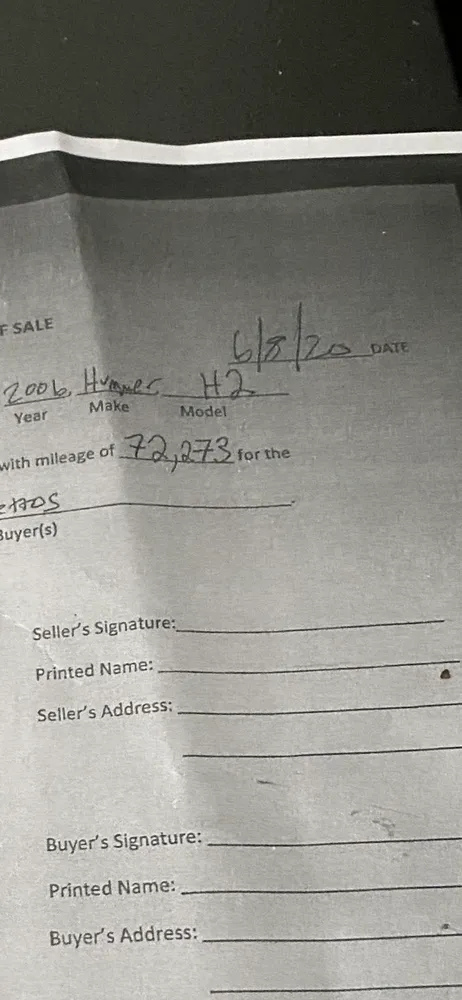 F SALE
6/8/20 DATE
2006 Hummer H2
Year Make Model
with mileage of 72,273 for the
Buyer(s)
Seller's Signature:
Printed Name:
Seller's Address:
Buyer's Signature:
Printed Name:
Buyer's Address: